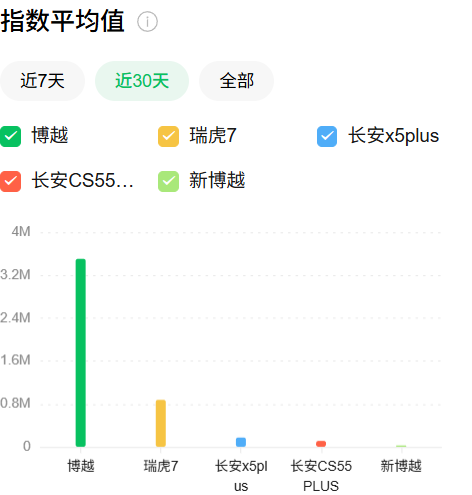 指数平均值
近7天 近30天 全部
博越 瑞虎7 长安x5plus
长安CS55... 新博越
4M
3.2M
2.4M
1.6M
0.8M
0
博越 瑞虎7 长安x5pl 长安CS55 新博越
us PLUS